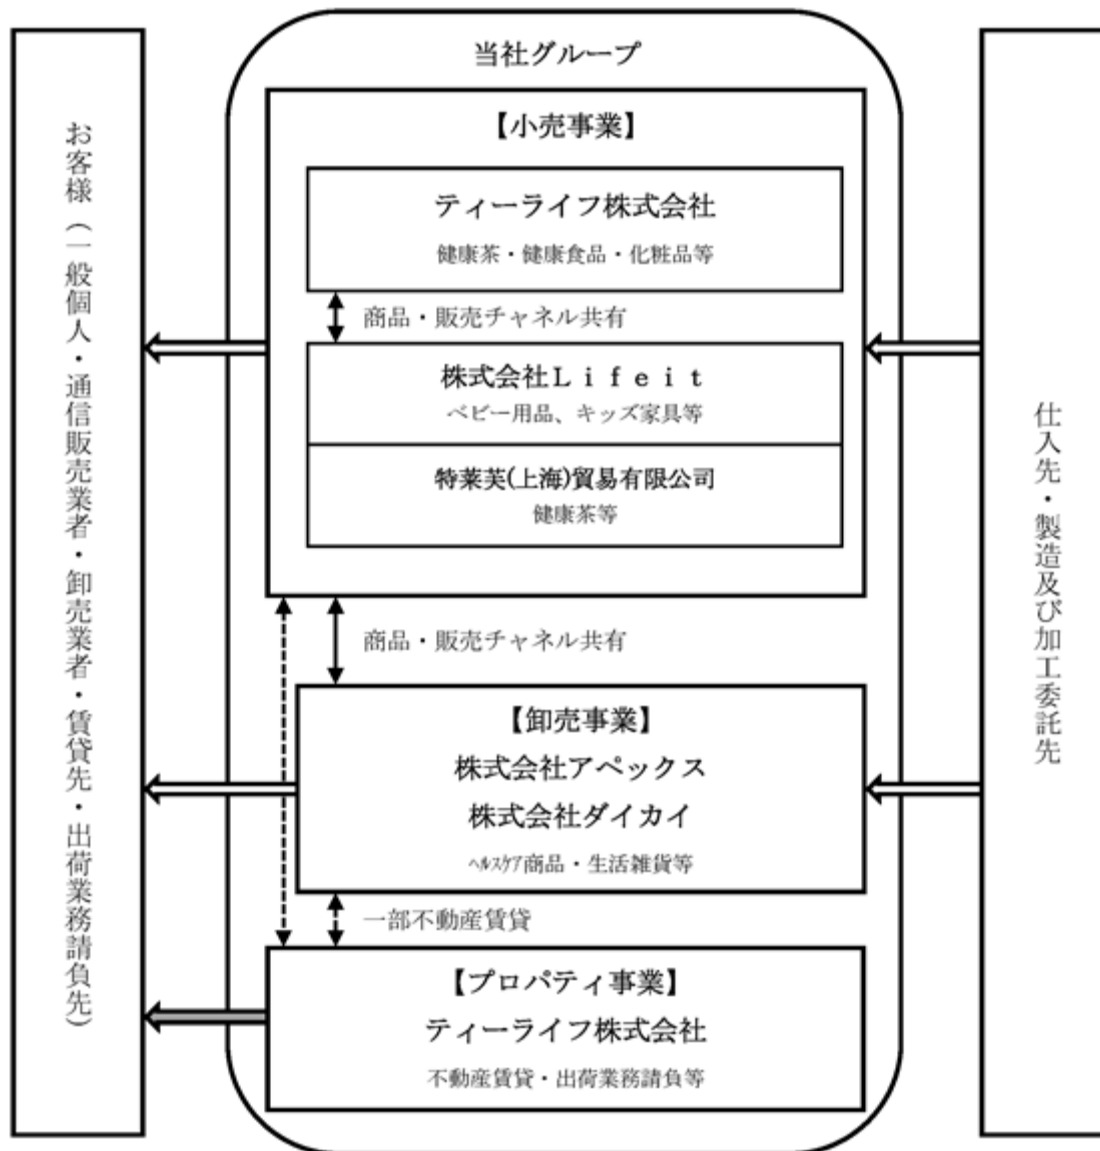 当社グループ
お客様（一般個人・通信販売業者・卸売業者・賃貸先・出荷業務請負先）
【小売事業】
ティーライフ株式会社
健康茶・健康食品・化粧品等
商品・販売チャネル共有
株式会社Ｌｉｆｅｉｔ
ベビー用品、キッズ家具等
特莱芙(上海)貿易有限公司
健康茶等
商品・販売チャネル共有
【卸売事業】
株式会社アペックス
株式会社ダイカイ
ﾍﾙｽｹｱ商品・生活雑貨等
一部不動産賃貸
【プロパティ事業】
ティーライフ株式会社
不動産賃貸・出荷業務請負等
仕入先・製造及び加工委託先